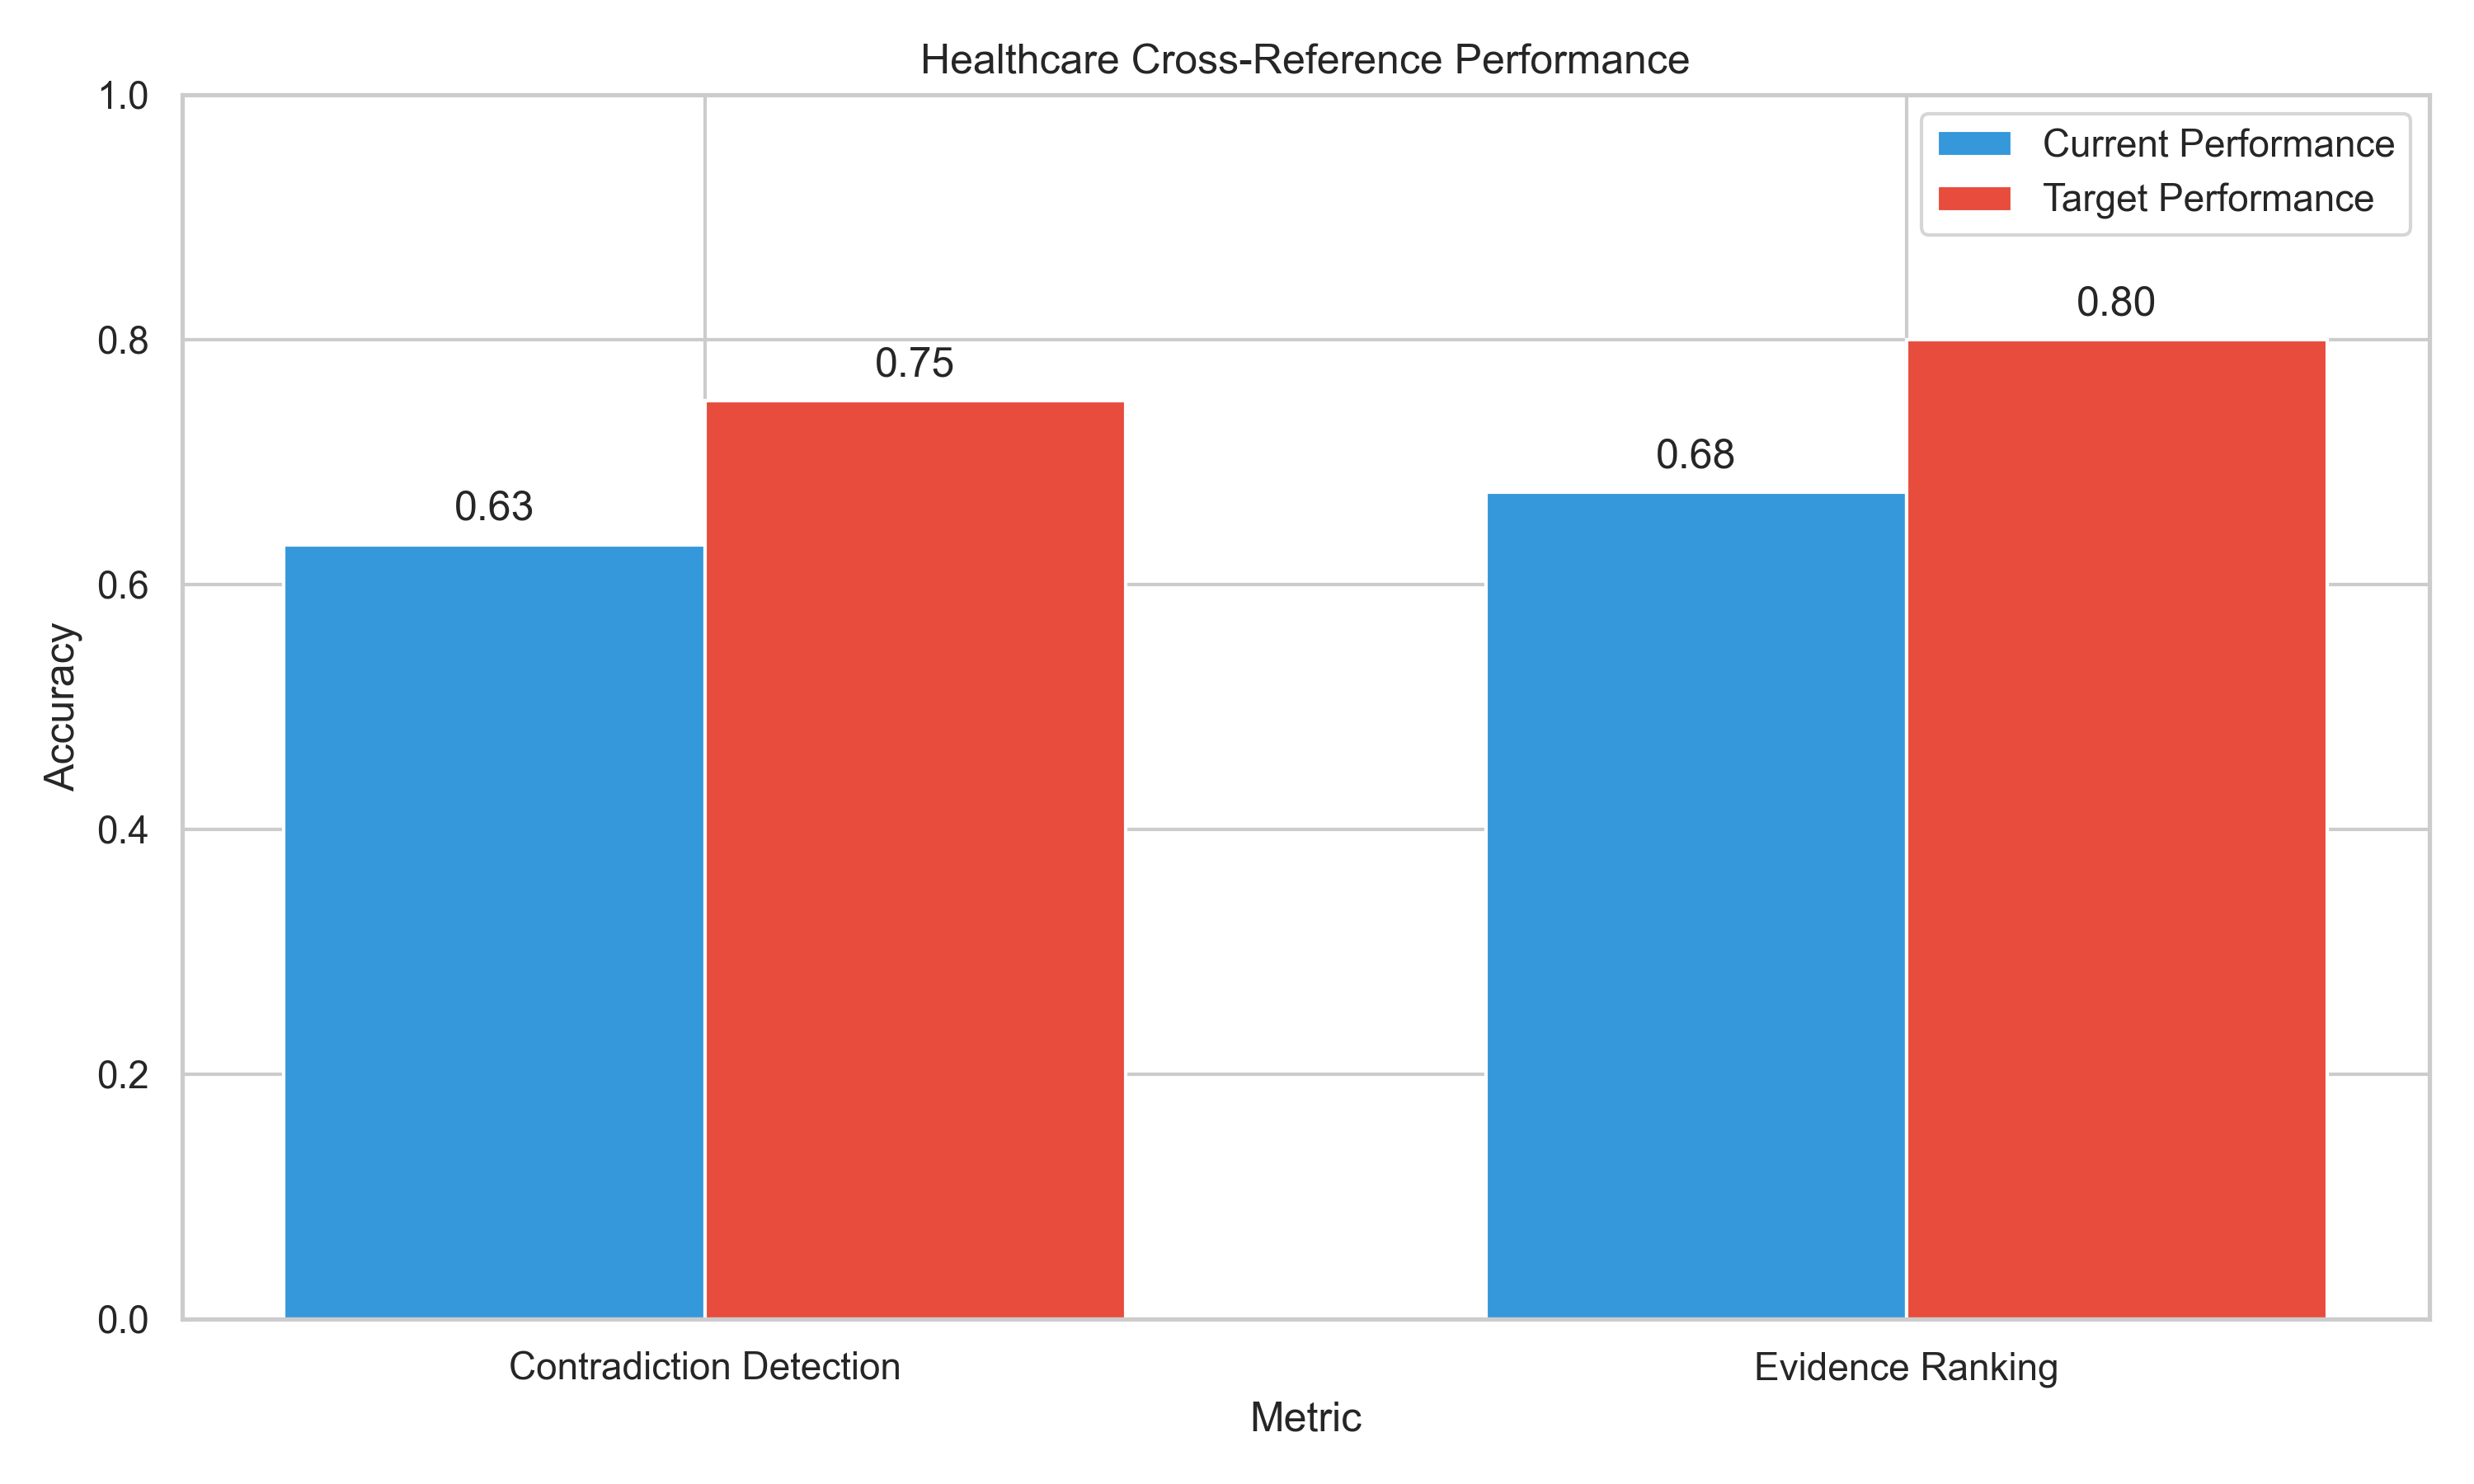 Healthcare Cross-Reference Performance
Current Performance
Target Performance
1.0
0.8
0.6
0.4
0.2
0.0
Accuracy
0.63
0.75
0.68
0.80
Contradiction Detection
Evidence Ranking
Metric